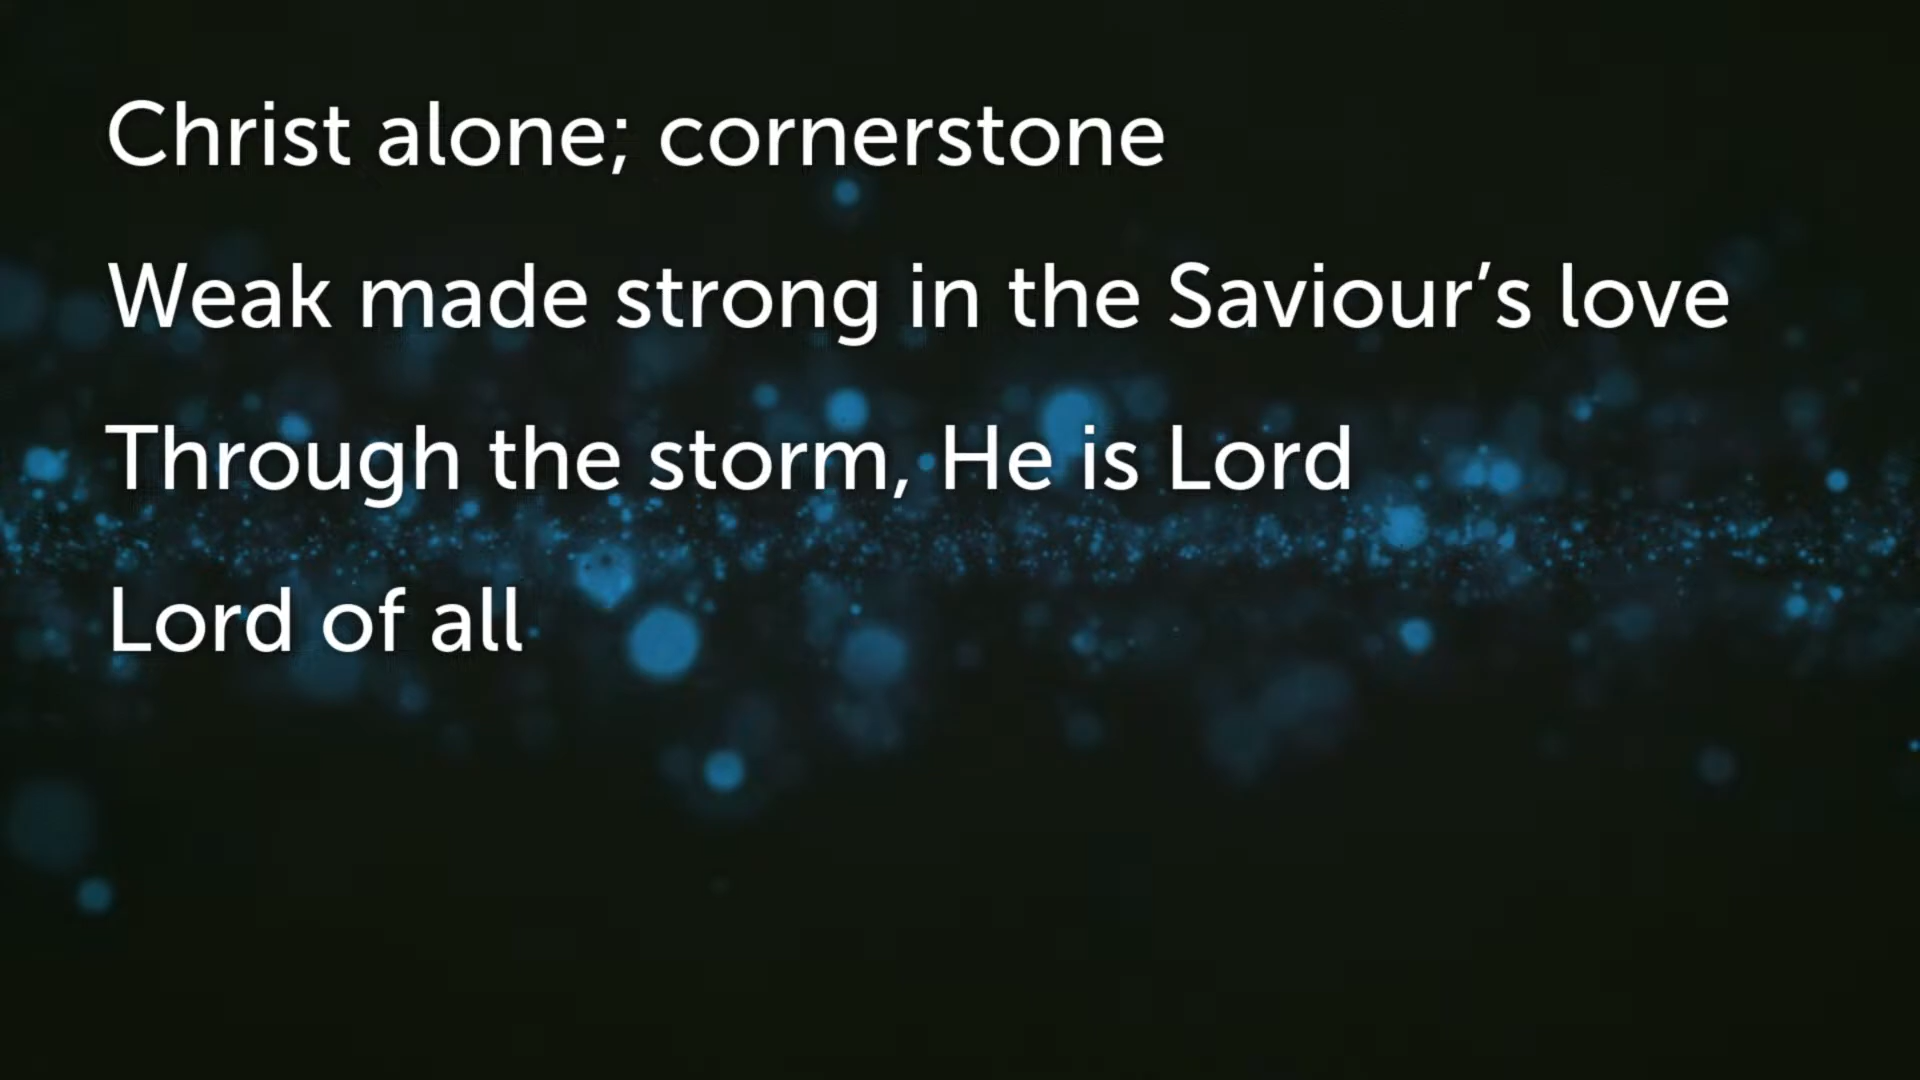 Christ alone; cornerstone
Weak made strong in the Saviour’s love
Through the storm, He is Lord
Lord of all